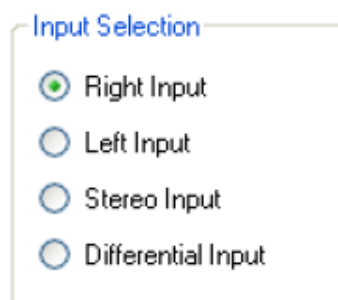 Input Selection
Right Input
Left Input
Stereo Input
Differential Input